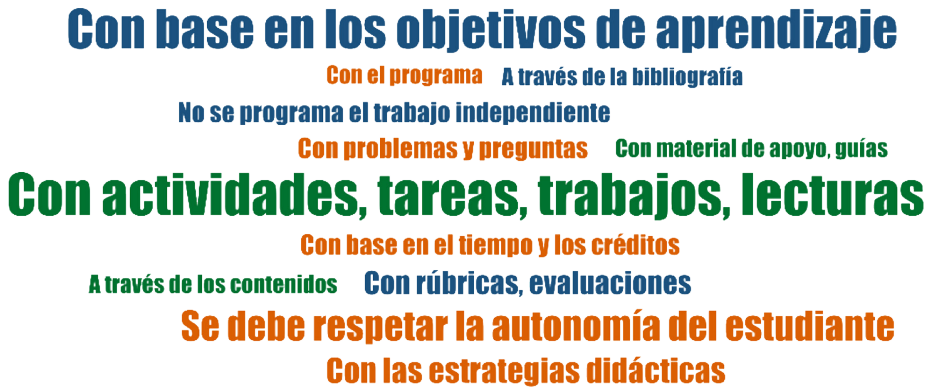 Con base en los objetivos de aprendizaje
Con el programa A través de la bibliografía
No se programa el trabajo independiente
Con problemas y preguntas Con material de apoyo, guías
Con actividades, tareas, trabajos, lecturas
Con base en el tiempo y los créditos
A través de los contenidos Con rúbricas, evaluaciones
Se debe respetar la autonomía del estudiante
Con las estrategias didácticas